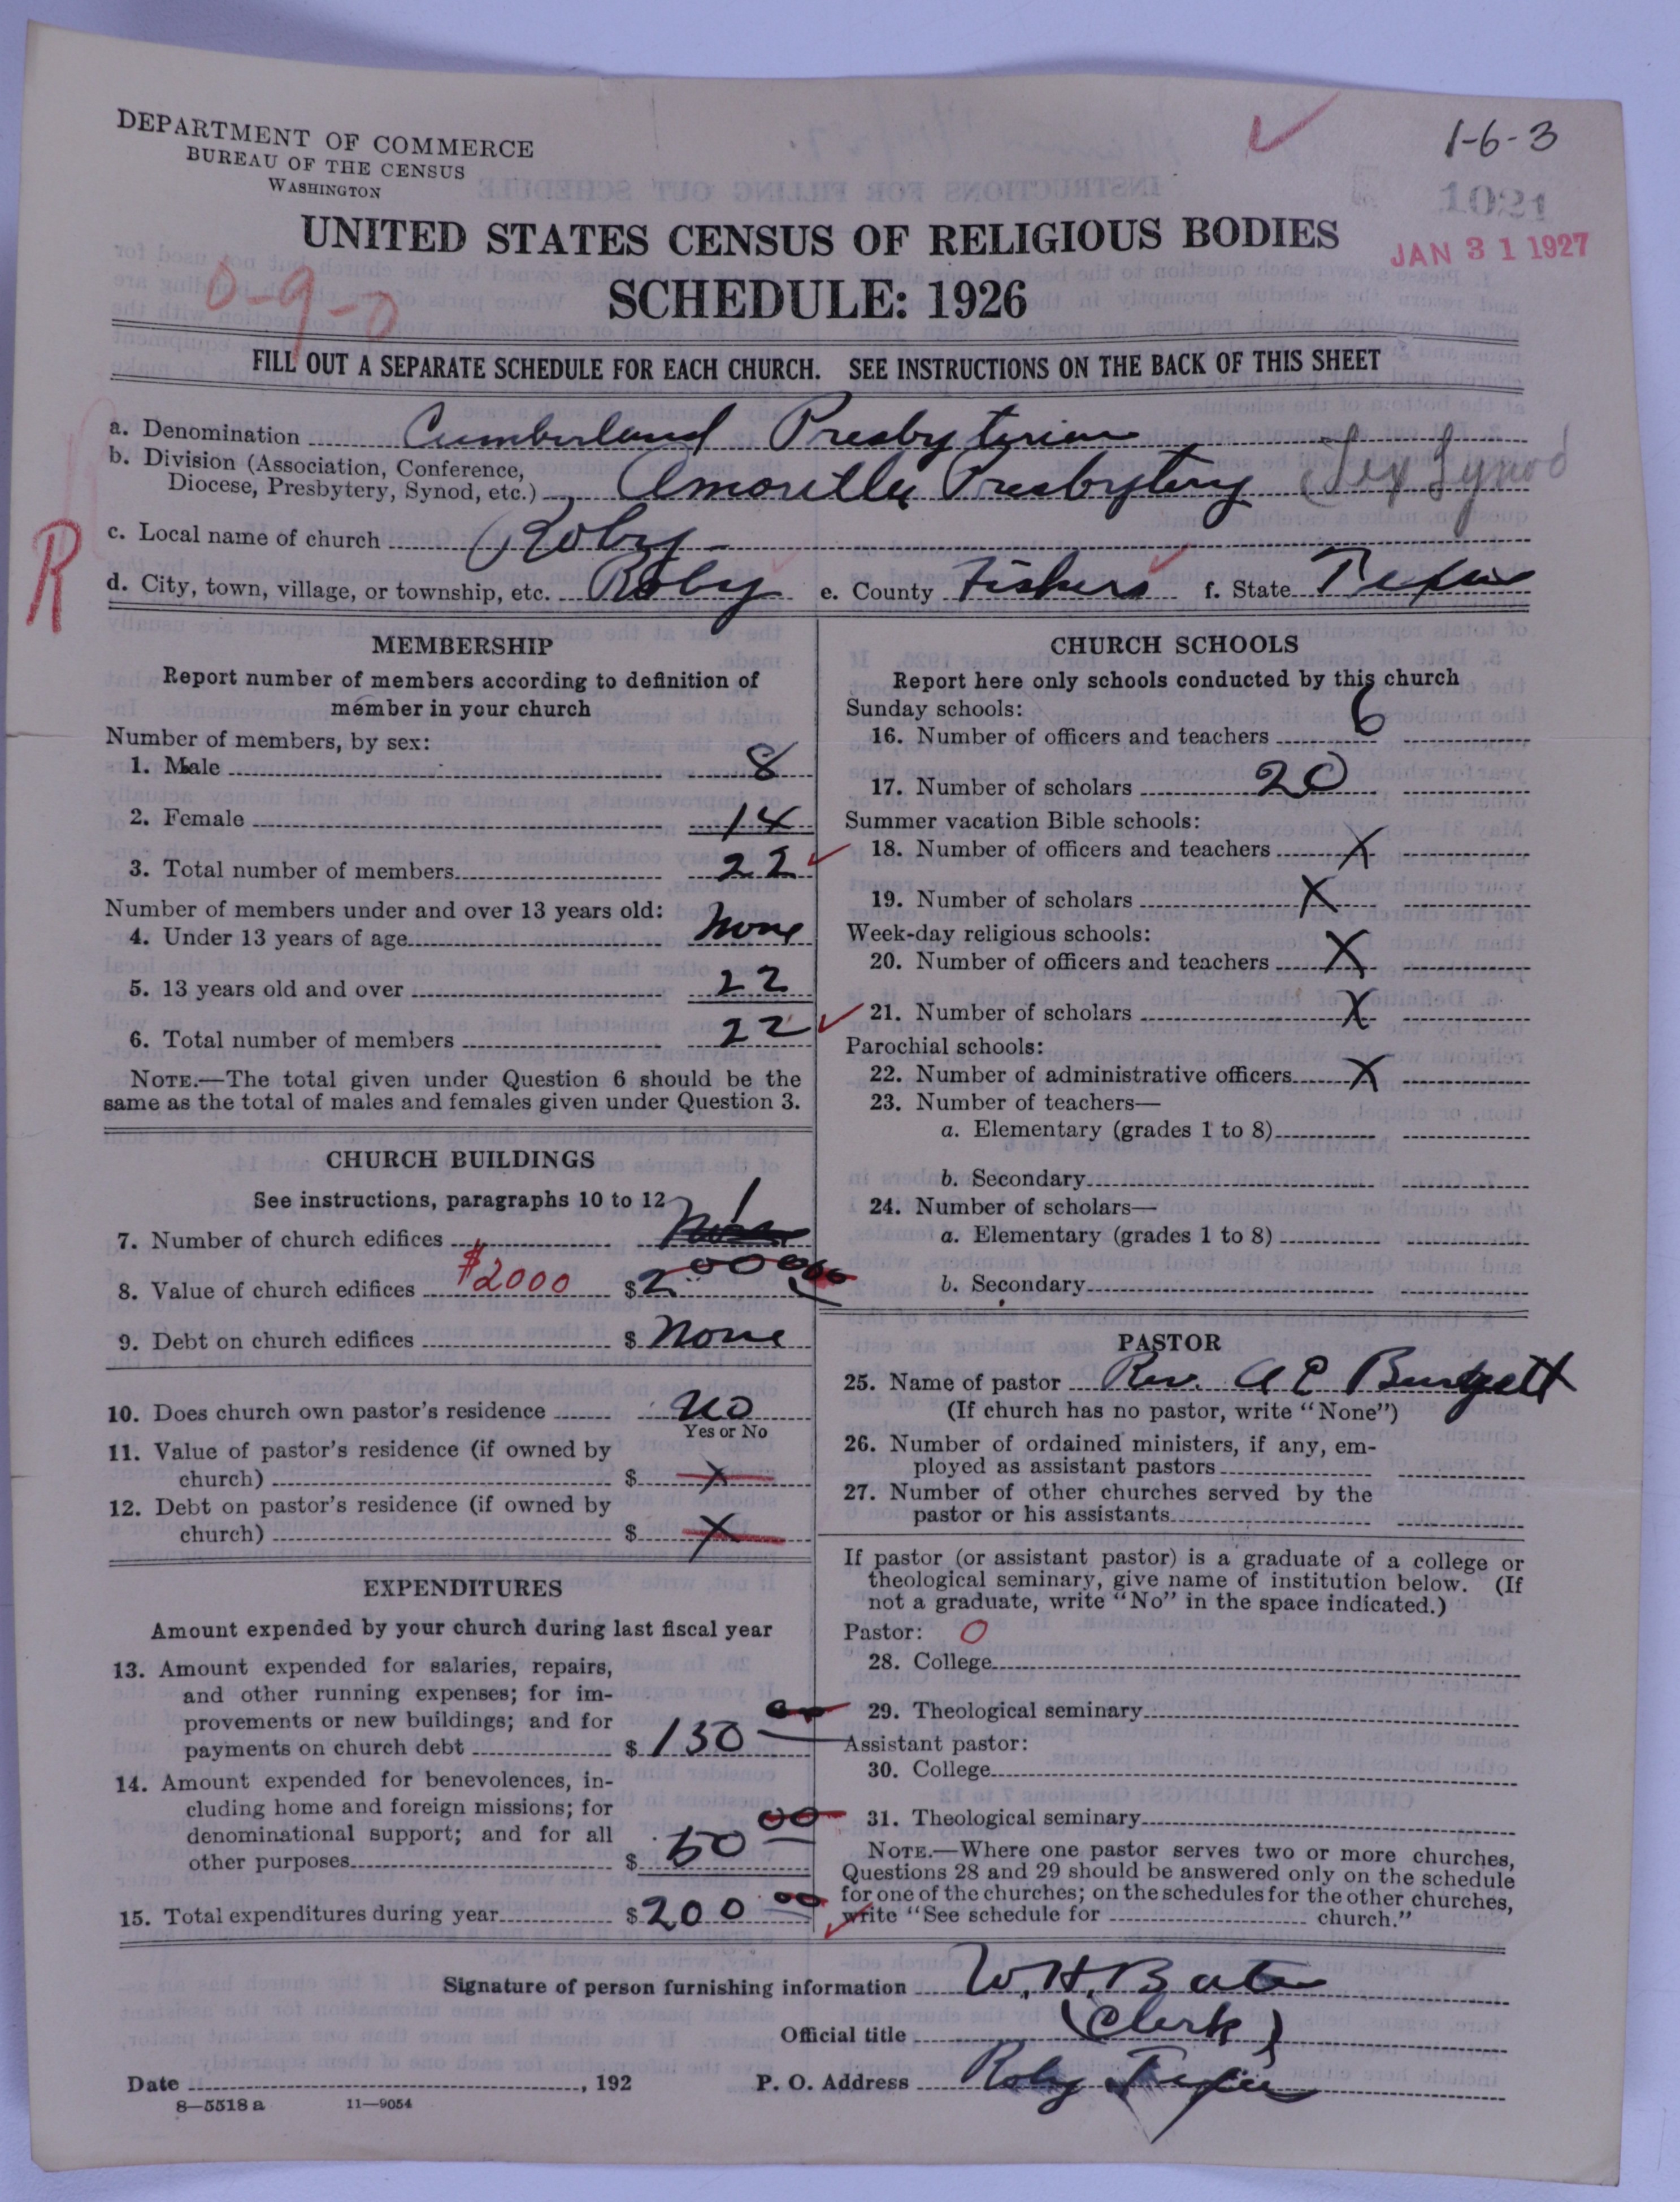 DEPARTMENT OF COMMERCE
BUREAU OF THE CENSUS
WASHINGTON
1-6-3
1021
JAN 31 1927
UNITED STATES CENSUS OF RELIGIOUS BODIES
SCHEDULE: 1926
0-9-0
FILL OUT A SEPARATE SCHEDULE FOR EACH CHURCH. SEE INSTRUCTIONS ON THE BACK OF THIS SHEET
a. Denomination Cumberland Presbyterian
b. Division (Association, Conference,
Diocese, Presbytery, Synod, etc.) Amorilla Presbytery Tex Synod
R
c. Local name of church Roby
d. City, town, village, or township, etc. Roby e. County Fishers f. State Texas
MEMBERSHIP
Report number of members according to definition of
member in your church
Number of members, by sex:
1. Male 8
2. Female 14
3. Total number of members 22
Number of members under and over 13 years old:
4. Under 13 years of age None
5. 13 years old and over 22
6. Total number of members 22
NOTE.—The total given under Question 6 should be the
same as the total of males and females given under Question 3.
CHURCH BUILDINGS
See instructions, paragraphs 10 to 12
7. Number of church edifices None 1
8. Value of church edifices $2000 $2000 00
9. Debt on church edifices $ None
10. Does church own pastor's residence No
Yes or No
11. Value of pastor's residence (if owned by
church) $ X
12. Debt on pastor's residence (if owned by
church) $ X
EXPENDITURES
Amount expended by your church during last fiscal year
13. Amount expended for salaries, repairs,
and other running expenses; for im-
provements or new buildings; and for
payments on church debt $ 150 00
14. Amount expended for benevolences, in-
cluding home and foreign missions; for
denominational support; and for all
other purposes $ 50 00
15. Total expenditures during year $ 200 00
CHURCH SCHOOLS
Report here only schools conducted by this church
Sunday schools:
16. Number of officers and teachers 6
17. Number of scholars 20
Summer vacation Bible schools:
18. Number of officers and teachers X
19. Number of scholars X
Week-day religious schools:
20. Number of officers and teachers X
21. Number of scholars X
Parochial schools:
22. Number of administrative officers X
23. Number of teachers—
a. Elementary (grades 1 to 8)
b. Secondary
24. Number of scholars—
a. Elementary (grades 1 to 8)
b. Secondary
PASTOR
25. Name of pastor Rev. A E Burgett
(If church has no pastor, write "None")
26. Number of ordained ministers, if any, em-
ployed as assistant pastors
27. Number of other churches served by the
pastor or his assistants
If pastor (or assistant pastor) is a graduate of a college or
theological seminary, give name of institution below. (If
not a graduate, write "No" in the space indicated.)
Pastor: 0
28. College
29. Theological seminary
Assistant pastor:
30. College
31. Theological seminary
NOTE.—Where one pastor serves two or more churches,
Questions 28 and 29 should be answered only on the schedule
for one of the churches; on the schedules for the other churches,
write "See schedule for church."
Signature of person furnishing information W. H. Bate
Official title (Clerk)
Date , 192 P. O. Address Roby Texas
8—5518 a 11—9054